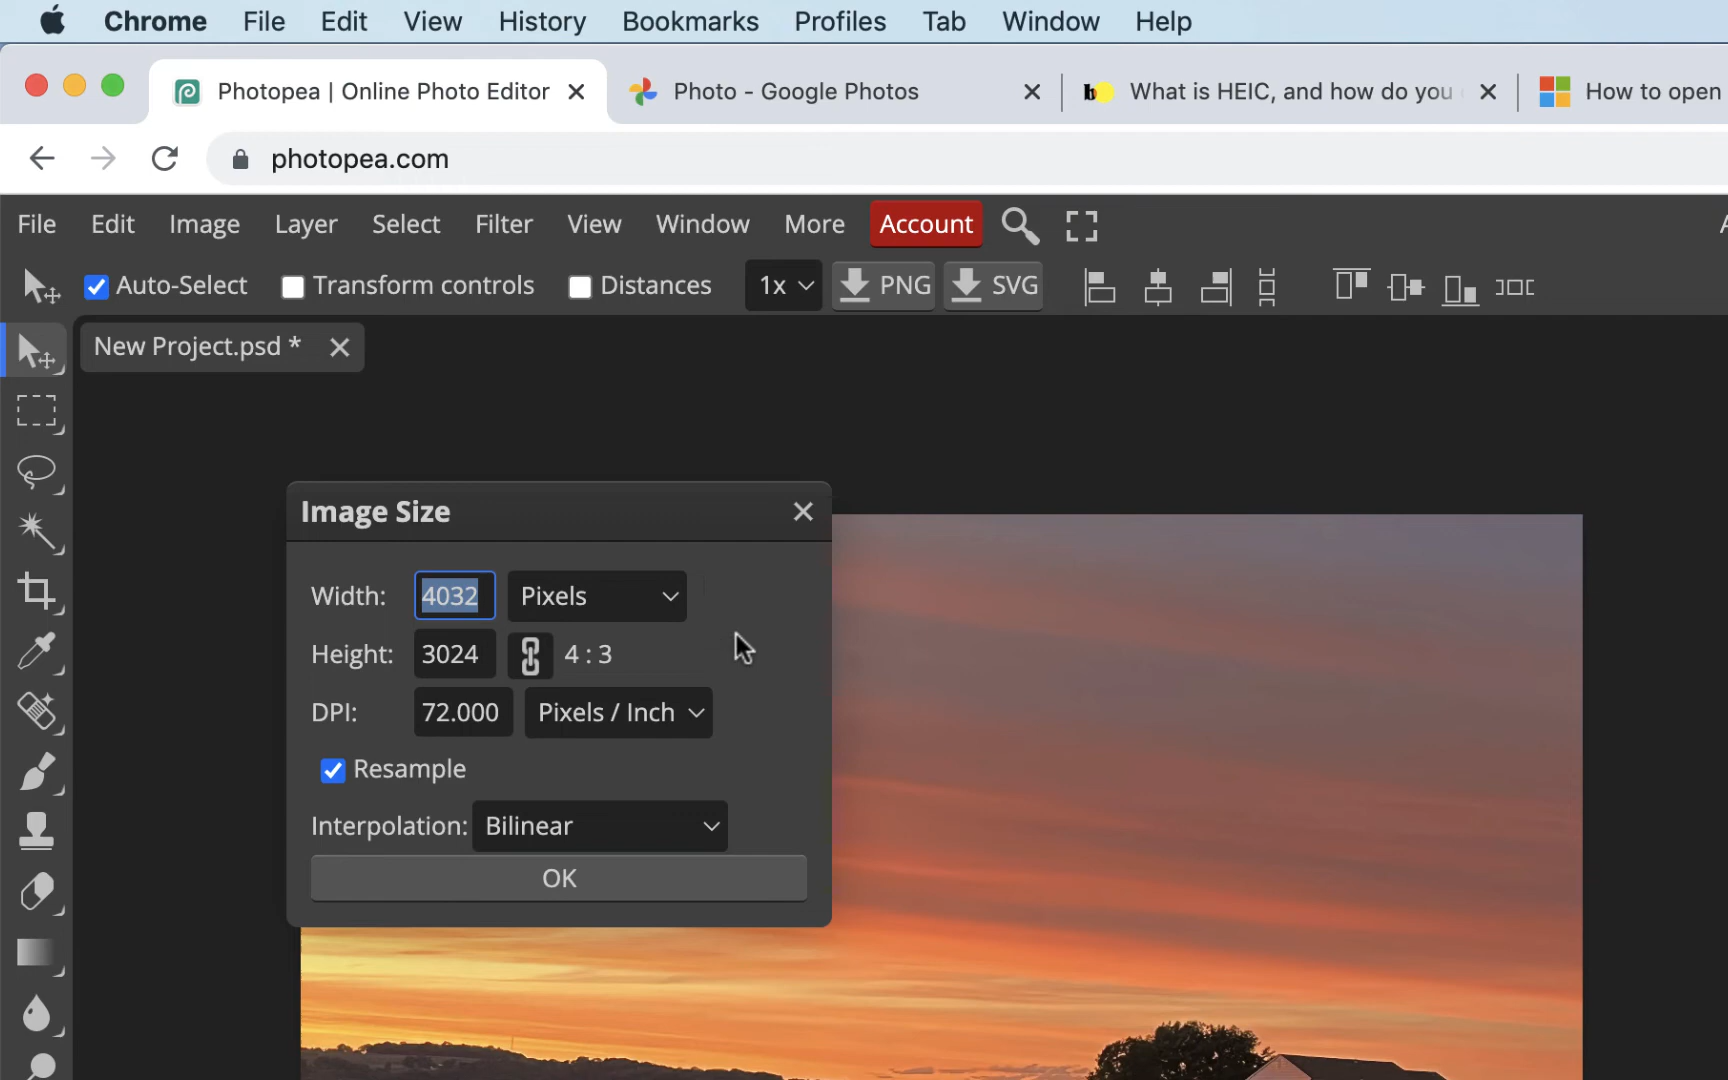 Chrome File Edit View History Bookmarks Profiles Tab Window Help
Photopea | Online Photo Editor Photo - Google Photos What is HEIC, and how do you How to open
photopea.com
File Edit Image Layer Select Filter View Window More Account
Auto-Select Transform controls Distances 1x PNG SVG
New Project.psd *
Image Size
Width: 4032 Pixels
Height: 3024 4 : 3
DPI: 72.000 Pixels / Inch
Resample
Interpolation: Bilinear
OK